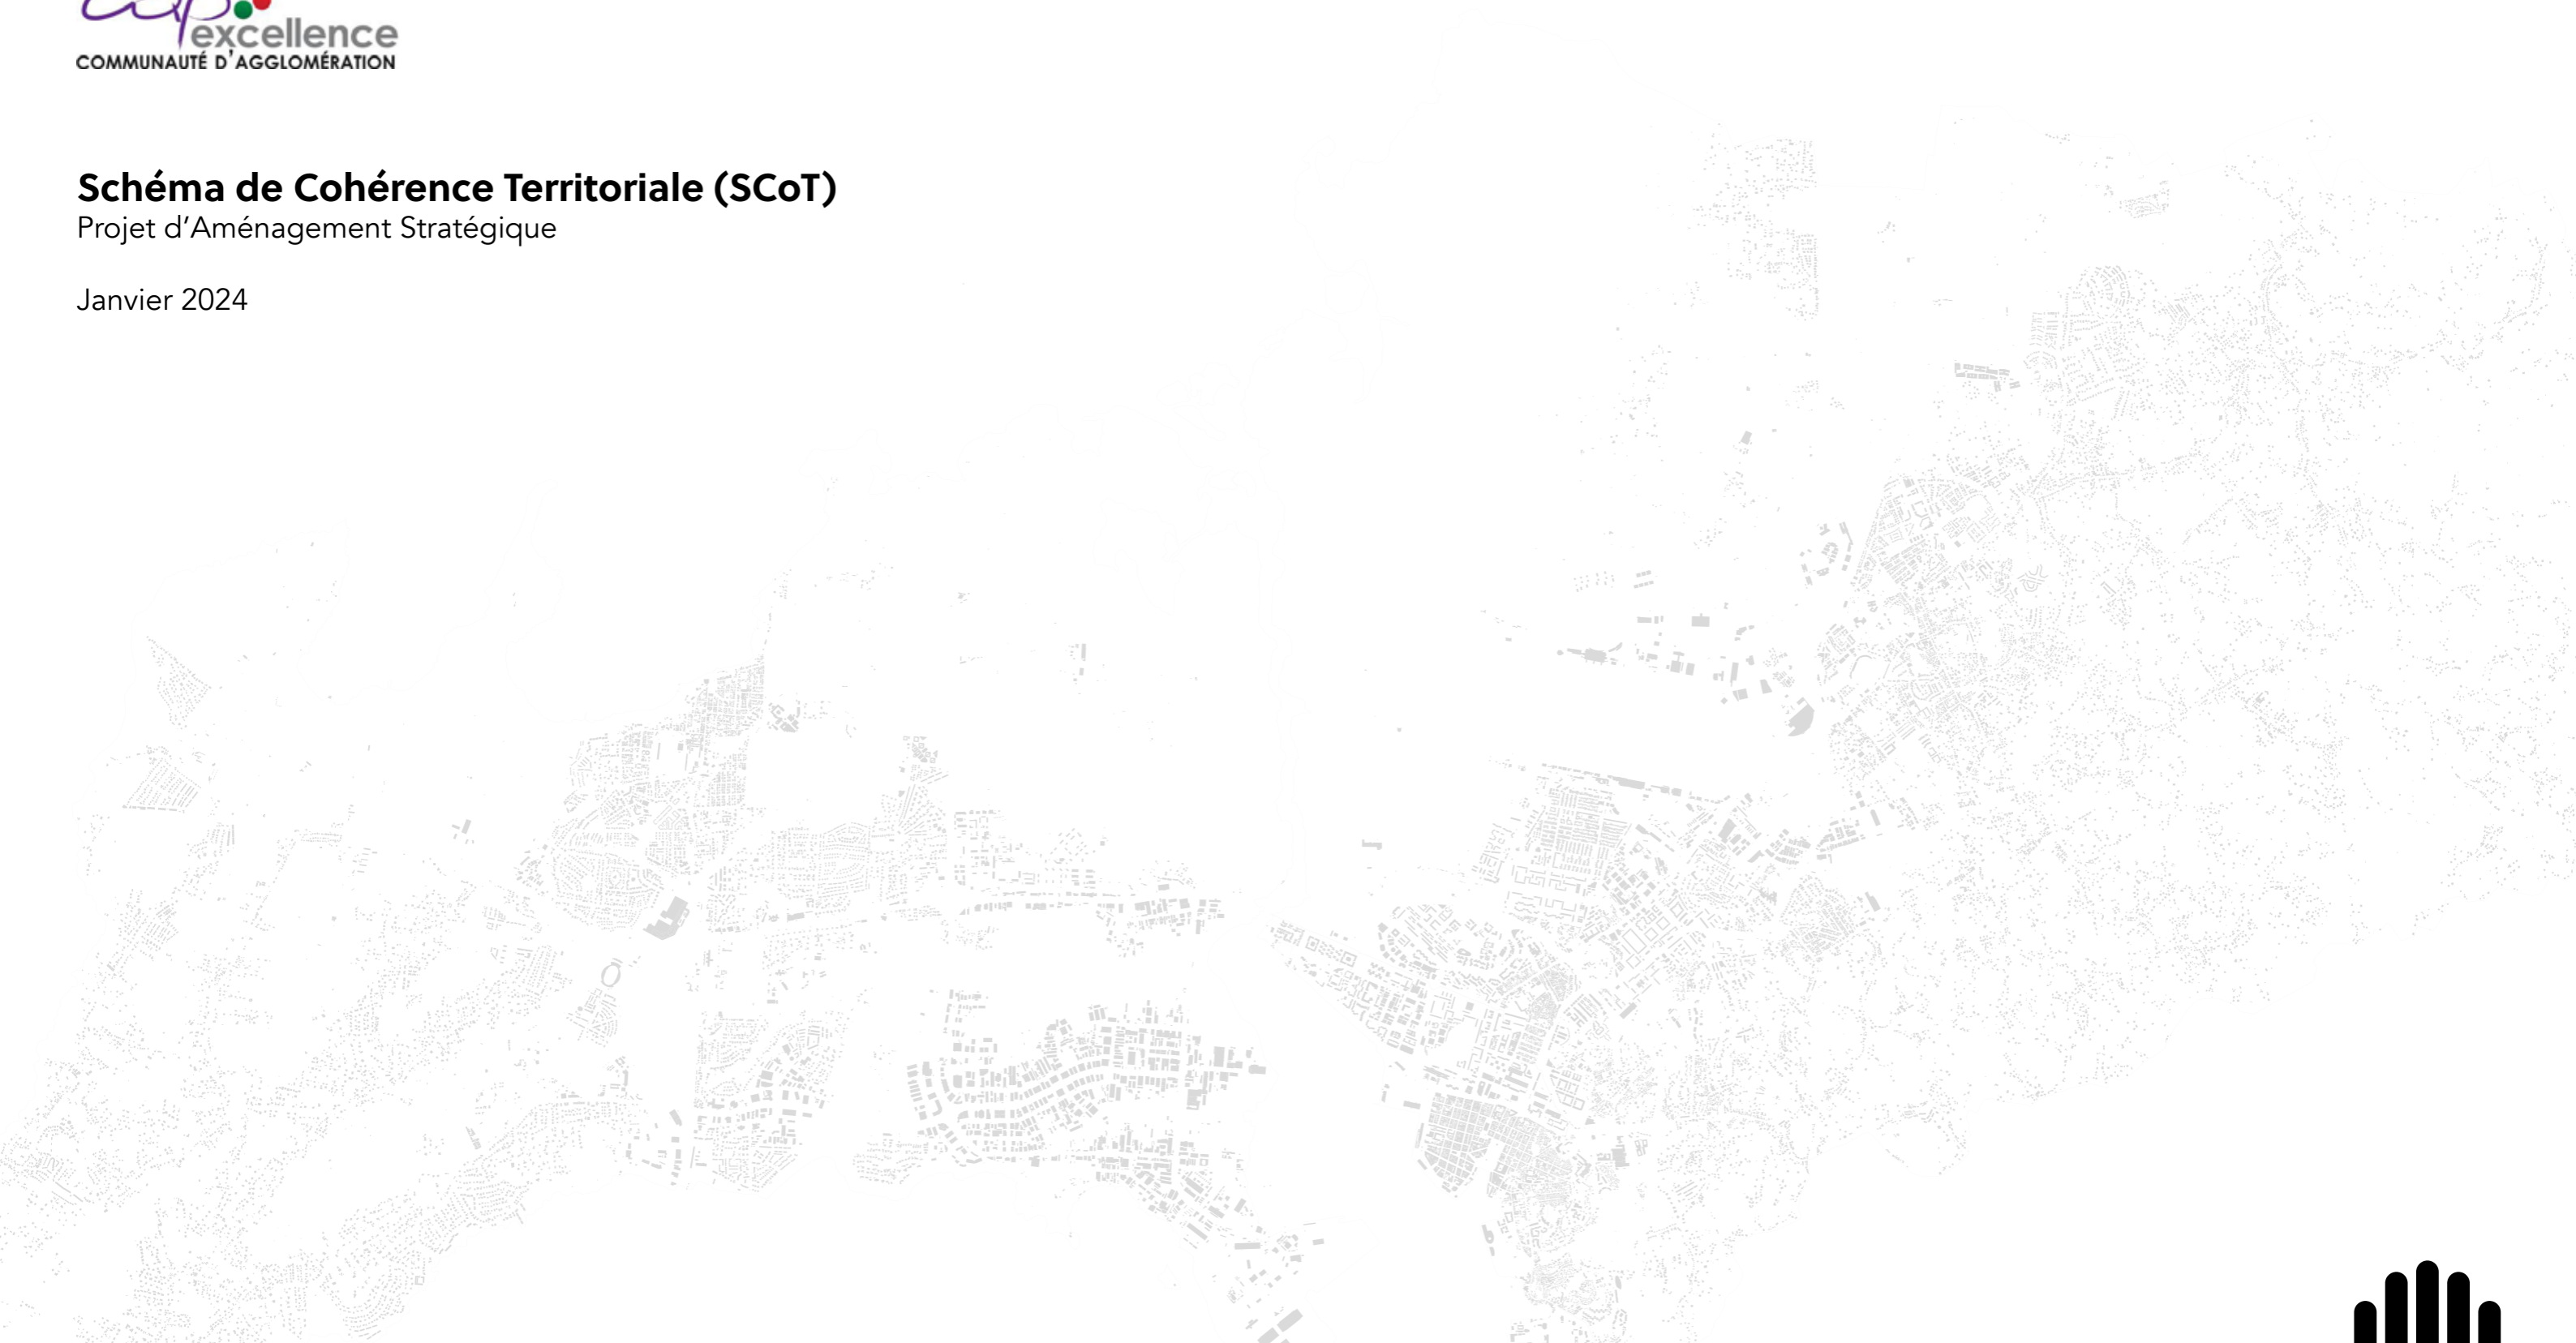 excellence
COMMUNAUTÉ D'AGGLOMÉRATION
Schéma de Cohérence Territoriale (SCoT)
Projet d'Aménagement Stratégique
Janvier 2024